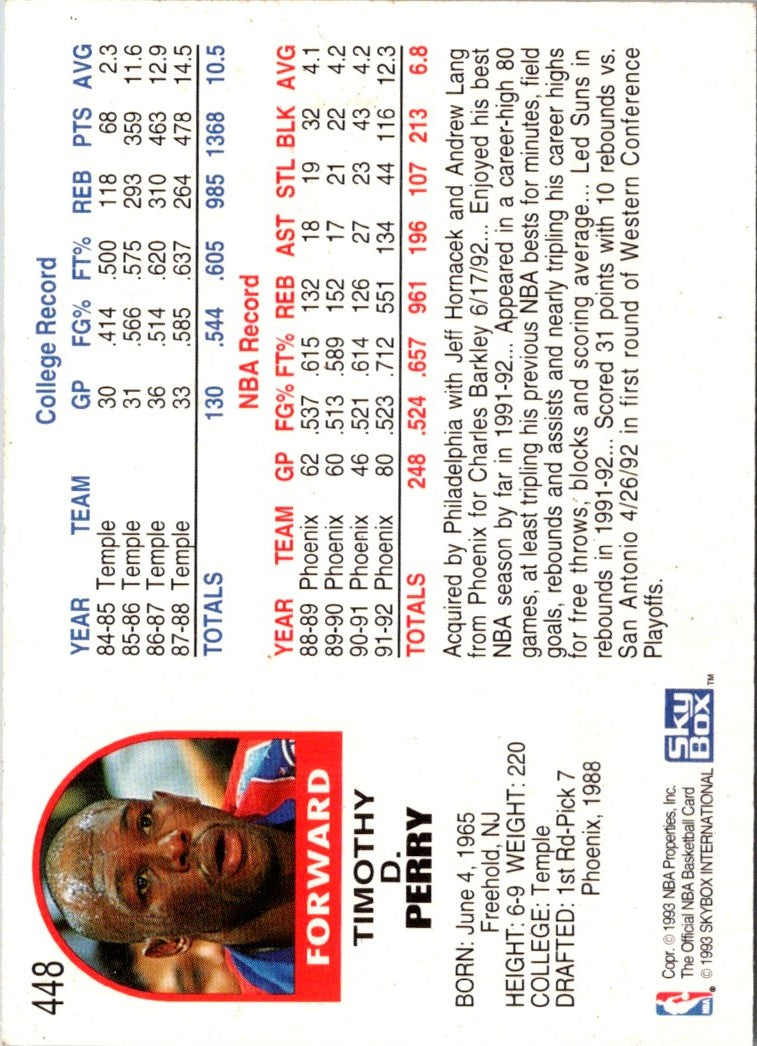 448
FORWARD
TIMOTHY
D.
PERRY
BORN: June 4, 1965
Freehold, NJ
HEIGHT: 6-9 WEIGHT: 220
COLLEGE: Temple
DRAFTED: 1st Rd-Pick 7
Phoenix, 1988
NBA
Copr. © 1993 NBA Properties, Inc.
The Official NBA Basketball Card
© 1993 SKYBOX INTERNATIONAL
SkyBox™
College Record
YEAR TEAM GP FG% FT% REB PTS AVG
84-85 Temple 30 .414 .500 118 68 2.3
85-86 Temple 31 .566 .575 293 359 11.6
86-87 Temple 36 .514 .620 310 463 12.9
87-88 Temple 33 .585 .637 264 478 14.5
TOTALS 130 .544 .605 985 1368 10.5
NBA Record
YEAR TEAM GP FG% FT% REB AST STL BLK AVG
88-89 Phoenix 62 .537 .615 132 18 19 32 4.1
89-90 Phoenix 60 .513 .589 152 17 21 22 4.2
90-91 Phoenix 46 .521 .614 126 27 23 43 4.2
91-92 Phoenix 80 .523 .712 551 134 44 116 12.3
TOTALS 248 .524 .657 961 196 107 213 6.8
Acquired by Philadelphia with Jeff Hornacek and Andrew Lang
from Phoenix for Charles Barkley 6/17/92... Enjoyed his best
NBA season by far in 1991-92... Appeared in a career-high 80
games, at least tripling his previous NBA bests for minutes, field
goals, rebounds and assists and nearly tripling his career highs
for free throws, blocks and scoring average... Led Suns in
rebounds in 1991-92... Scored 31 points with 10 rebounds vs.
San Antonio 4/26/92 in first round of Western Conference
Playoffs.